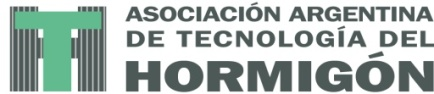 ASOCIACIÓN ARGENTINA
DE TECNOLOGÍA DEL
HORMIGÓN